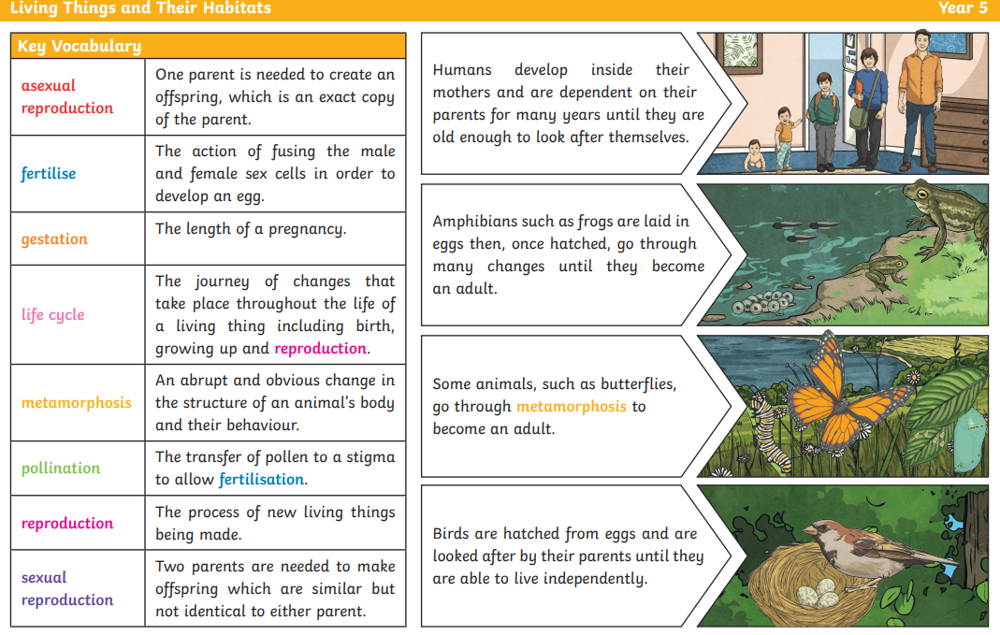 Living Things and Their Habitats
Year 5
Key Vocabulary
asexual
reproduction
One parent is needed to create an
offspring, which is an exact copy
of the parent.
fertilise
The action of fusing the male
and female sex cells in order to
develop an egg.
gestation
The length of a pregnancy.
life cycle
The journey of changes that
take place throughout the life of
a living thing including birth,
growing up and reproduction.
metamorphosis
An abrupt and obvious change in
the structure of an animal's body
and their behaviour.
pollination
The transfer of pollen to a stigma
to allow fertilisation.
reproduction
The process of new living things
being made.
sexual
reproduction
Two parents are needed to make
offspring which are similar but
not identical to either parent.
Humans develop inside their
mothers and are dependent on their
parents for many years until they are
old enough to look after themselves.
Amphibians such as frogs are laid in
eggs then, once hatched, go through
many changes until they become
an adult.
Some animals, such as butterflies,
go through metamorphosis to
become an adult.
Birds are hatched from eggs and are
looked after by their parents until they
are able to live independently.